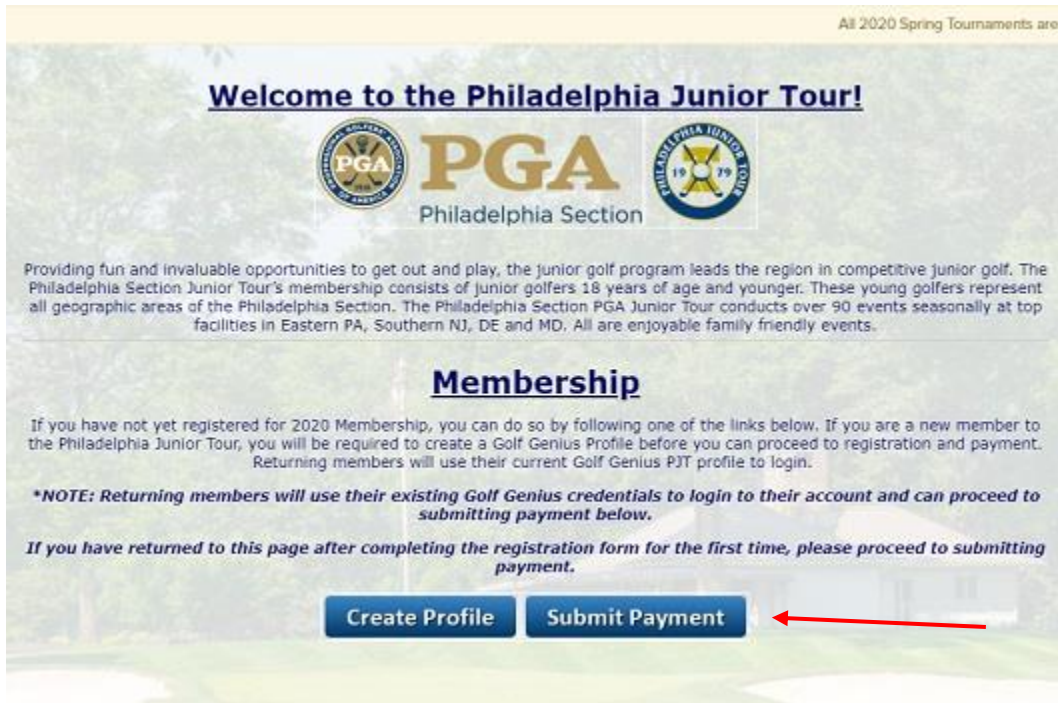 All 2020 Spring Tournaments are
Welcome to the Philadelphia Junior Tour!
PROFESSIONAL GOLFERS' ASSOCIATION
PGA
OF AMERICA
PGA
Philadelphia Section
PHILADELPHIA JUNIOR TOUR
19 79
Providing fun and invaluable opportunities to get out and play, the junior golf program leads the region in competitive junior golf. The
Philadelphia Section Junior Tour's membership consists of junior golfers 18 years of age and younger. These young golfers represent
all geographic areas of the Philadelphia Section. The Philadelphia Section PGA Junior Tour conducts over 90 events seasonally at top
facilities in Eastern PA, Southern NJ, DE and MD. All are enjoyable family friendly events.
Membership
If you have not yet registered for 2020 Membership, you can do so by following one of the links below. If you are a new member to
the Philadelphia Junior Tour, you will be required to create a Golf Genius Profile before you can proceed to registration and payment.
Returning members will use their current Golf Genius PJT profile to login.
*NOTE: Returning members will use their existing Golf Genius credentials to login to their account and can proceed to
submitting payment below.
If you have returned to this page after completing the registration form for the first time, please proceed to submitting
payment.
Create Profile
Submit Payment